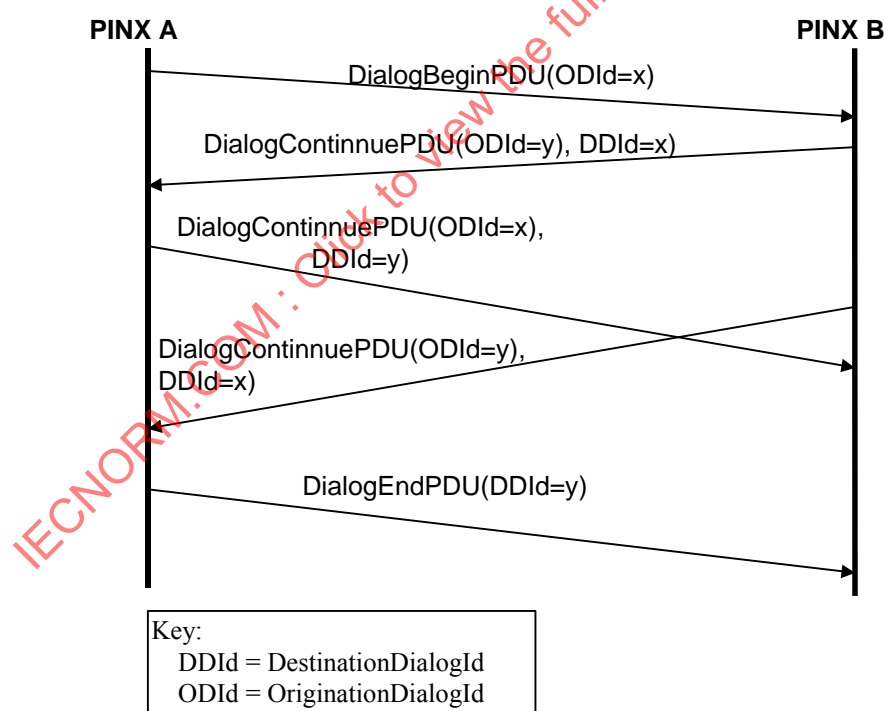 PINX A
PINX B
DialogBeginPDU(ODId=x)
DialogContinnuePDU(ODId=y), DDId=x)
DialogContinnuePDU(ODId=x),
DDId=y)
DialogContinnuePDU(ODId=y),
DDId=x)
DialogEndPDU(DDId=y)
Key:
DDId = DestinationDialogId
ODId = OriginationDialogId
IECNORM.COM : Click to view the full